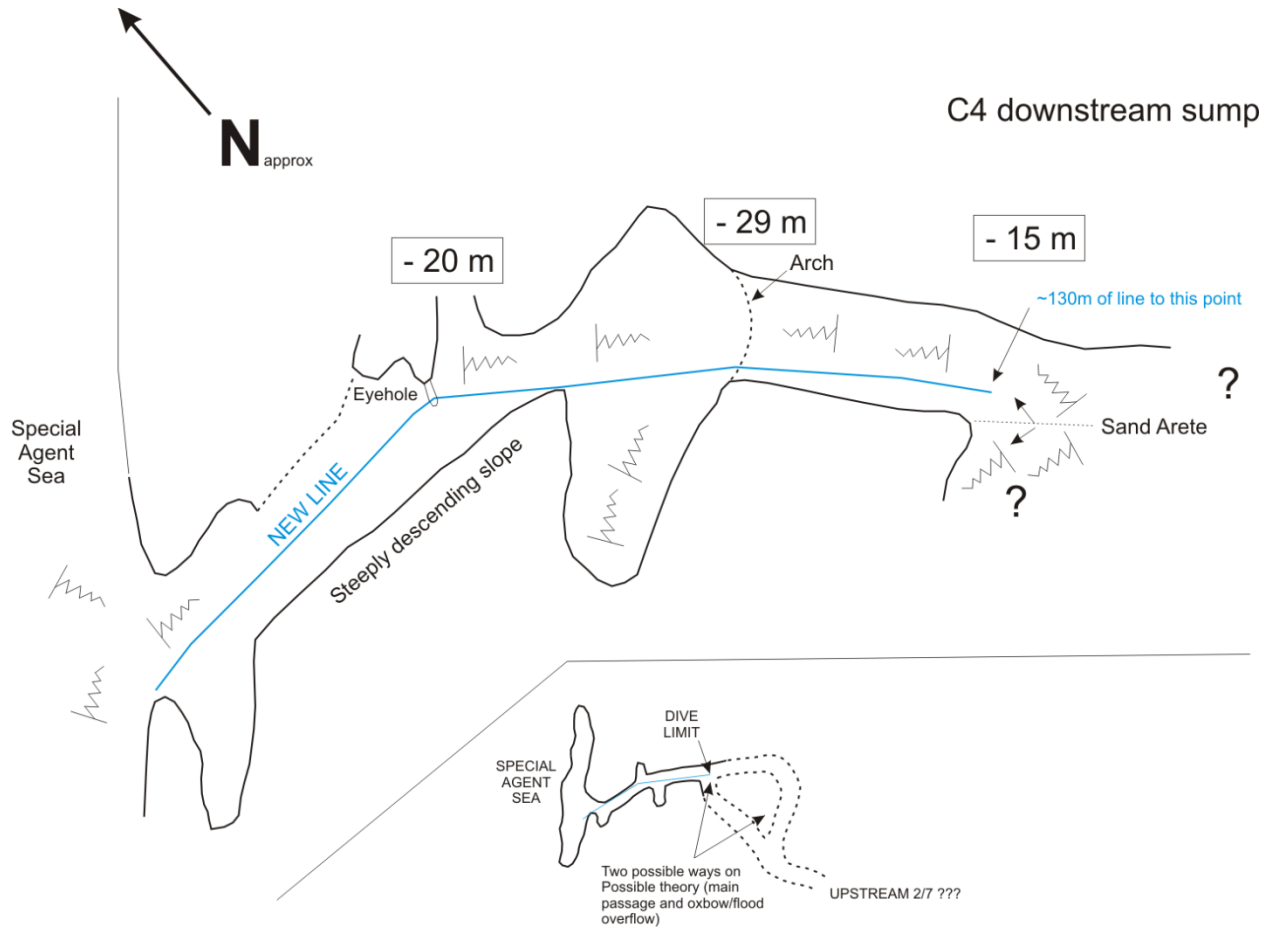 N approx
C4 downstream sump
- 29 m
- 15 m
- 20 m
Arch
~130m of line to this point
Eyehole
?
Special
Agent
Sea
Sand Arete
NEW LINE
Steeply descending slope
?
DIVE
LIMIT
SPECIAL
AGENT
SEA
Two possible ways on
Possible theory (main
passage and oxbow/flood
overflow)
UPSTREAM 2/7 ???